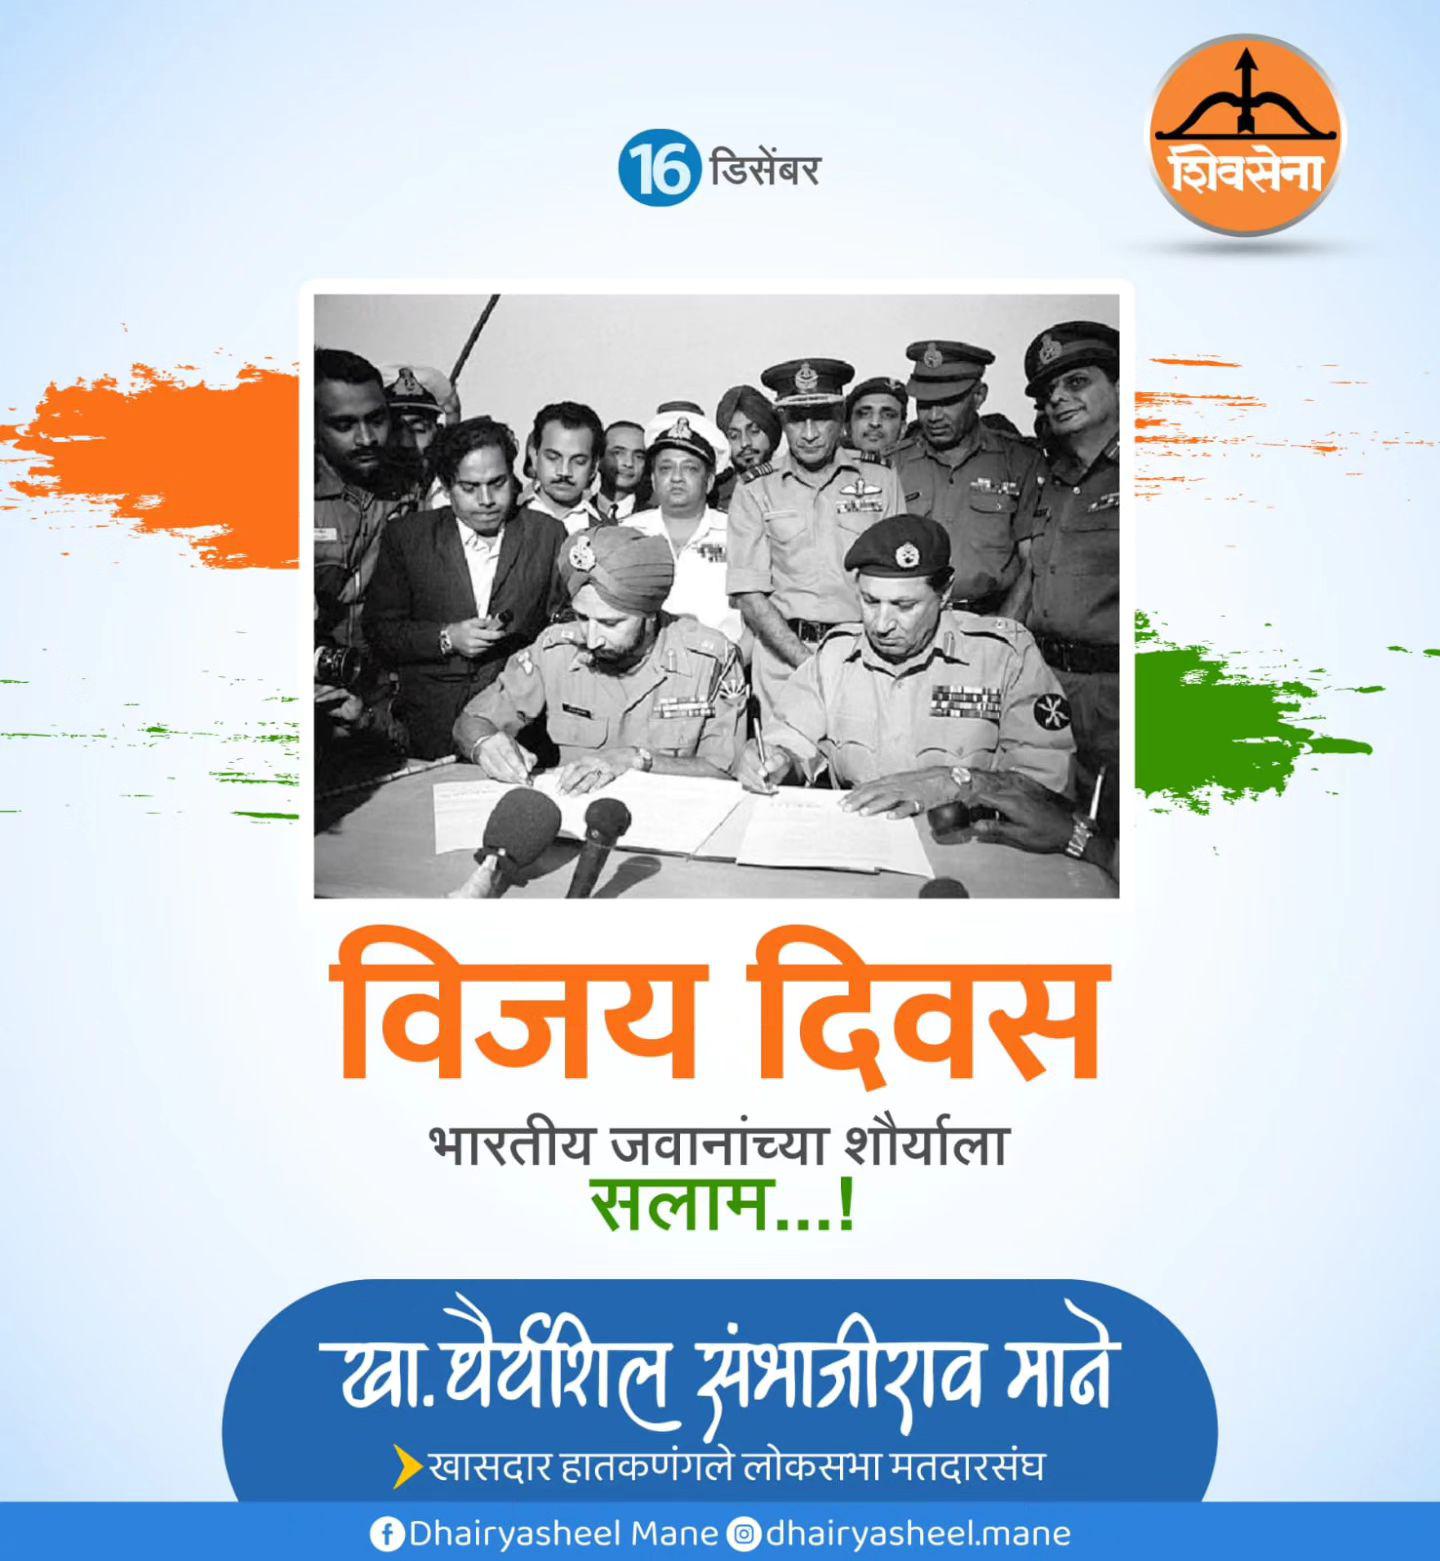 16 डिसेंबर
शिवसेना
विजय दिवस
भारतीय जवानांच्या शौर्याला
सलाम...!
खा. धैर्यशिल संभाजीराव माने
खासदार हातकणंगले लोकसभा मतदारसंघ
Dhairyasheel Mane dhairyasheel.mane